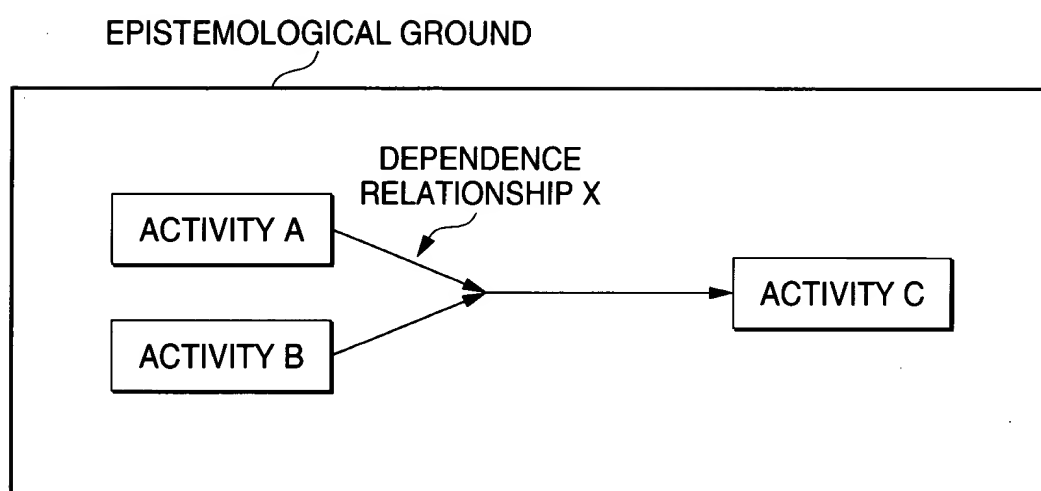 EPISTEMOLOGICAL GROUND
DEPENDENCE
RELATIONSHIP X
ACTIVITY A
ACTIVITY C
ACTIVITY B